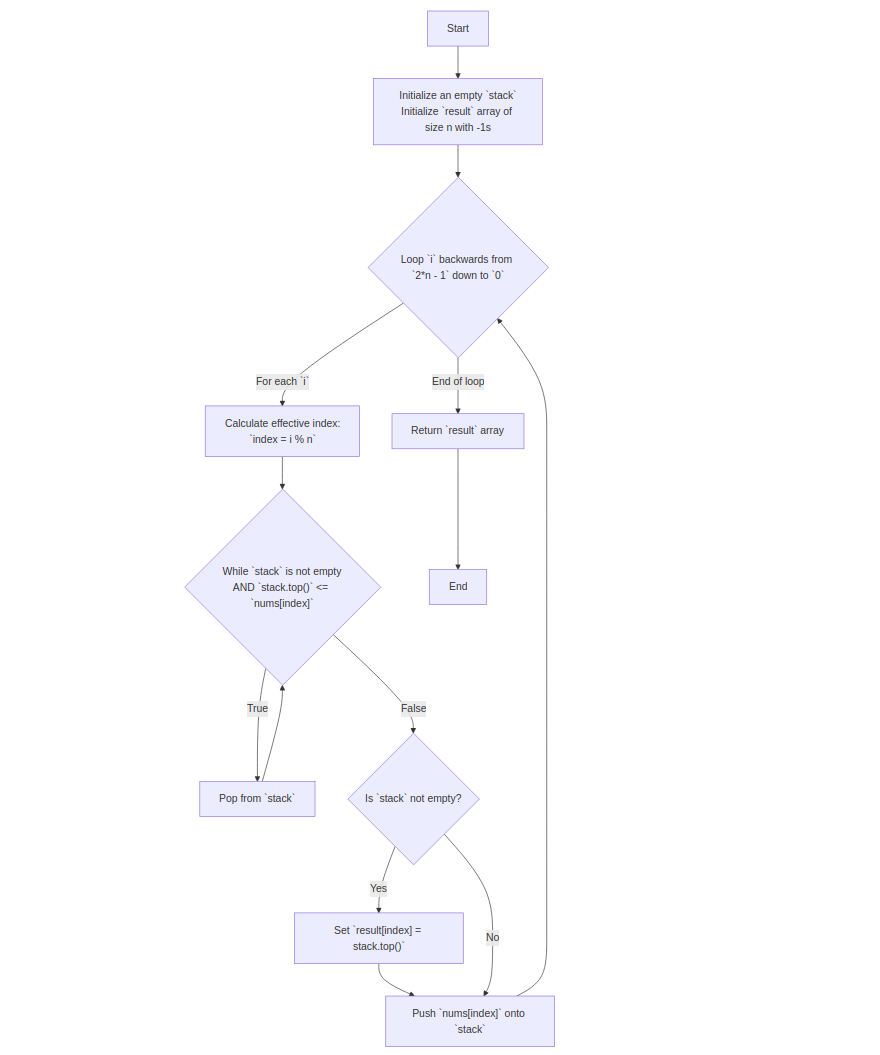 Start
Initialize an empty `stack`
Initialize `result` array of
size n with -1s
Loop `i` backwards from
`2*n - 1` down to `0`
For each `i`
End of loop
Calculate effective index:
`index = i % n`
Return `result` array
While `stack` is not empty
AND `stack.top()` <=
`nums[index]`
End
True
False
Pop from `stack`
Is `stack` not empty?
Yes
Set `result[index] =
stack.top()`
No
Push `nums[index]` onto
`stack`